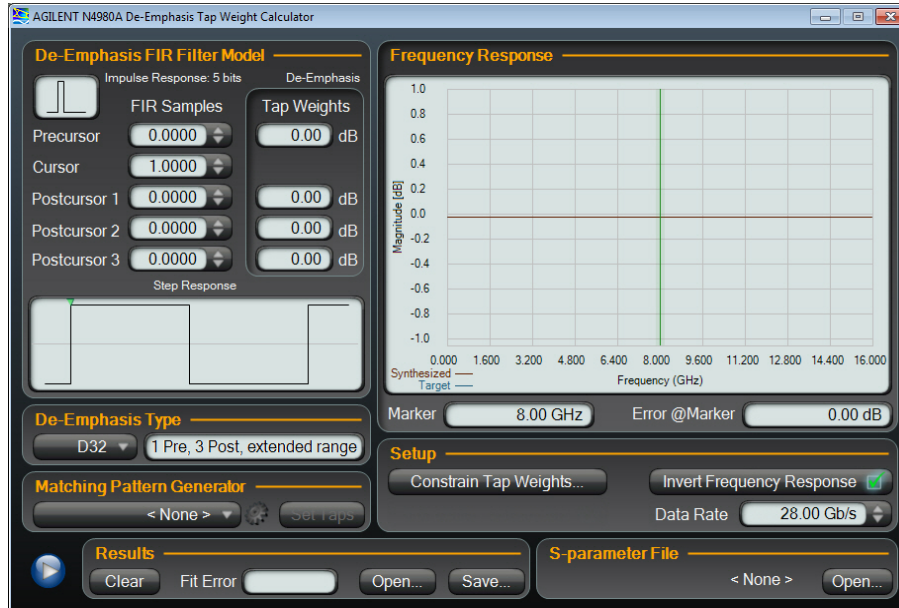 AGILENT N4980A De-Emphasis Tap Weight Calculator
De-Emphasis FIR Filter Model
Impulse Response: 5 bits
De-Emphasis
FIR Samples
Tap Weights
Precursor 0.0000 0.00 dB
Cursor 1.0000
Postcursor 1 0.0000 0.00 dB
Postcursor 2 0.0000 0.00 dB
Postcursor 3 0.0000 0.00 dB
Step Response
De-Emphasis Type
D32 1 Pre, 3 Post, extended range
Matching Pattern Generator
< None > Set Taps
Frequency Response
1.0
0.8
0.6
0.4
0.2
0.0
-0.2
-0.4
-0.6
-0.8
-1.0
Magnitude [dB]
0.000 1.600 3.200 4.800 6.400 8.000 9.600 11.200 12.800 14.400 16.000
Synthesized
Target
Frequency (GHz)
Marker 8.00 GHz Error @Marker 0.00 dB
Setup
Constrain Tap Weights... Invert Frequency Response
Data Rate 28.00 Gb/s
Results
Clear Fit Error Open... Save...
S-parameter File
< None > Open...